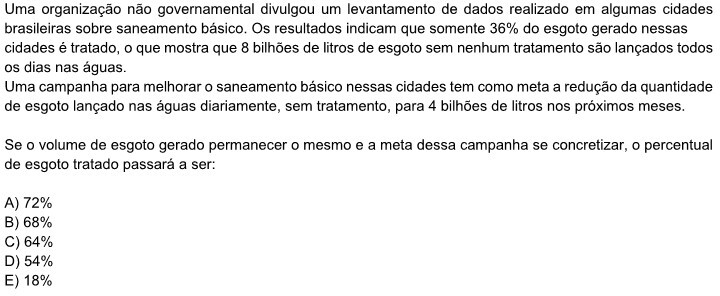 Uma organização não governamental divulgou um levantamento de dados realizado em algumas cidades
brasileiras sobre saneamento básico. Os resultados indicam que somente 36% do esgoto gerado nessas
cidades é tratado, o que mostra que 8 bilhões de litros de esgoto sem nenhum tratamento são lançados todos
os dias nas águas.
Uma campanha para melhorar o saneamento básico nessas cidades tem como meta a redução da quantidade
de esgoto lançado nas águas diariamente, sem tratamento, para 4 bilhões de litros nos próximos meses.
Se o volume de esgoto gerado permanecer o mesmo e a meta dessa campanha se concretizar, o percentual
de esgoto tratado passará a ser:
A) 72%
B) 68%
C) 64%
D) 54%
E) 18%